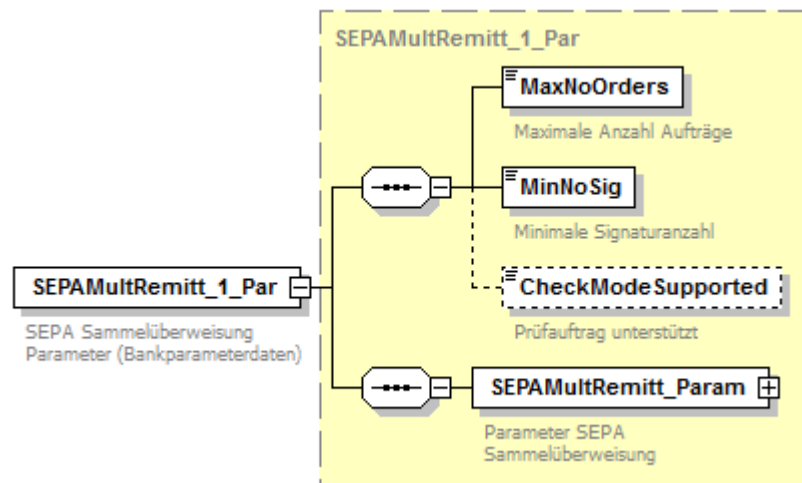 SEPAMultRemitt_1_Par
MaxNoOrders
Maximale Anzahl Aufträge
MinNoSig
Minimale Signaturanzahl
CheckModeSupported
Prüfauftrag unterstützt
SEPAMultRemitt_1_Par
SEPA Sammelüberweisung
Parameter (Bankparameterdaten)
SEPAMultRemitt_Param
Parameter SEPA
Sammelüberweisung